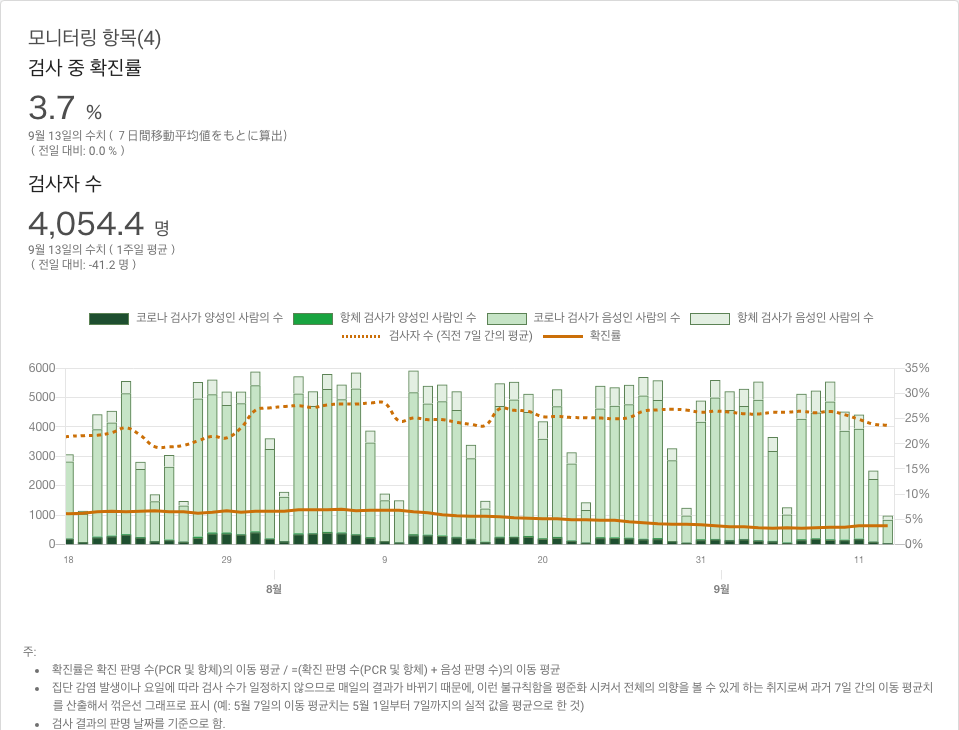 모니터링 항목(4)
검사 중 확진률
3.7 %
9월 13일의 수치 ( 7日間移動平均値をもとに算出)
( 전일 대비: 0.0 % )
검사자 수
4,054.4 명
9월 13일의 수치 ( 1주일 평균 )
( 전일 대비: -41.2 명 )
코로나 검사가 양성인 사람의 수 항체 검사가 양성인 사람인 수 코로나 검사가 음성인 사람의 수 항체 검사가 음성인 사람의 수
검사자 수 (직전 7일 간의 평균) 확진률
6000 35%
5000 30%
4000 25%
20%
3000 15%
2000 10%
1000 5%
0 0%
18 29 9 20 31 11
8월 9월
주:
확진률은 확진 판명 수(PCR 및 항체)의 이동 평균 / =(확진 판명 수(PCR 및 항체) + 음성 판명 수)의 이동 평균
집단 감염 발생이나 요일에 따라 검사 수가 일정하지 않으므로 매일의 결과가 바뀌기 때문에, 이런 불규칙함을 평준화 시켜서 전체의 의향을 볼 수 있게 하는 취지로써 과거 7일 간의 이동 평균치
를 산출해서 꺾은선 그래프로 표시 (예: 5월 7일의 이동 평균치는 5월 1일부터 7일까지의 실적 값을 평균으로 한 것)
검사 결과의 판명 날짜를 기준으로 함.